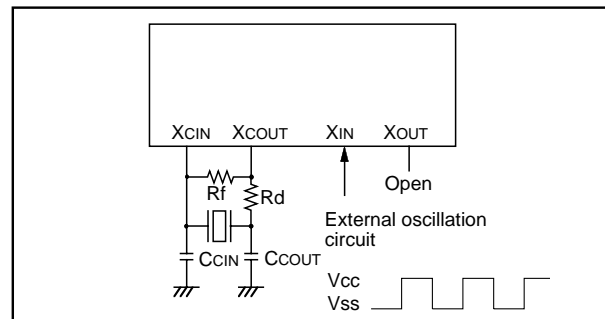 XCIN XCOUT XIN XOUT
Rf
Rd
Open
External oscillation
circuit
CCIN CCOUT
Vcc
Vss